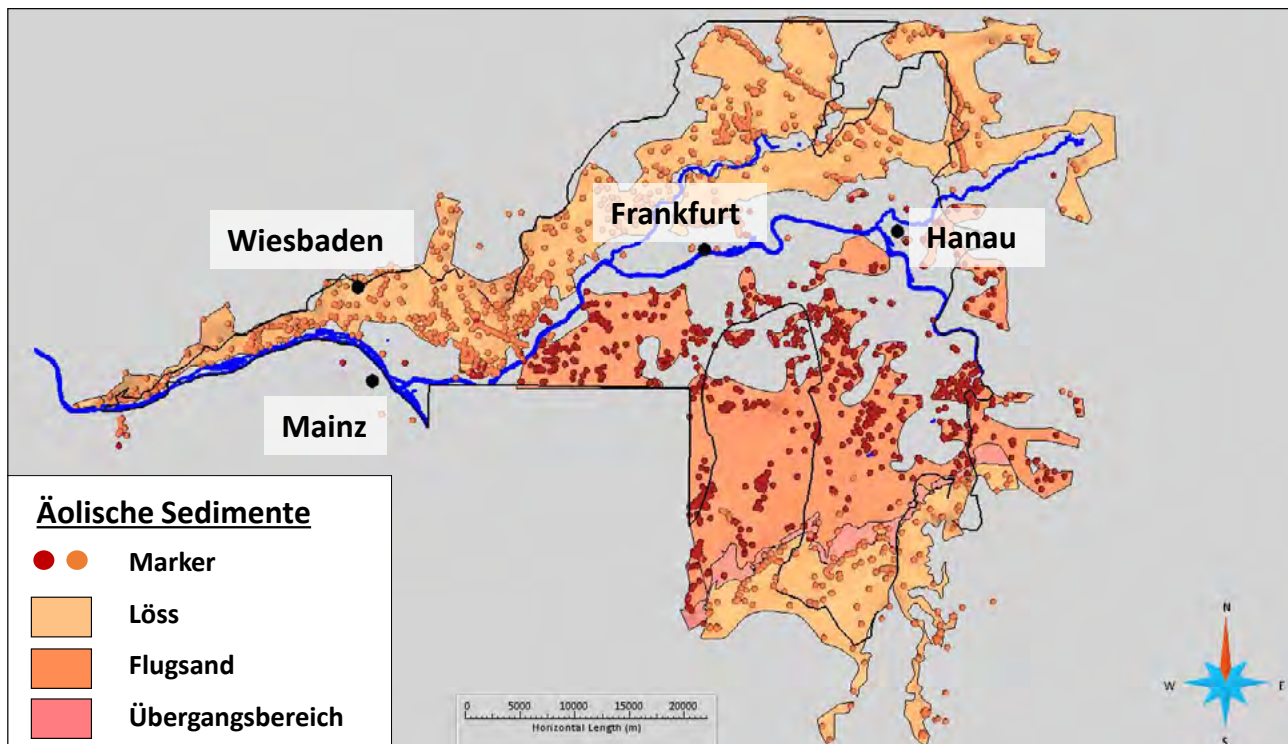 Wiesbaden
Frankfurt
Hanau
Mainz
Äolische Sedimente
Marker
Löss
Flugsand
Übergangsbereich
0 5000 10000 15000 20000
Horizontal Length (m)
N
W E
S